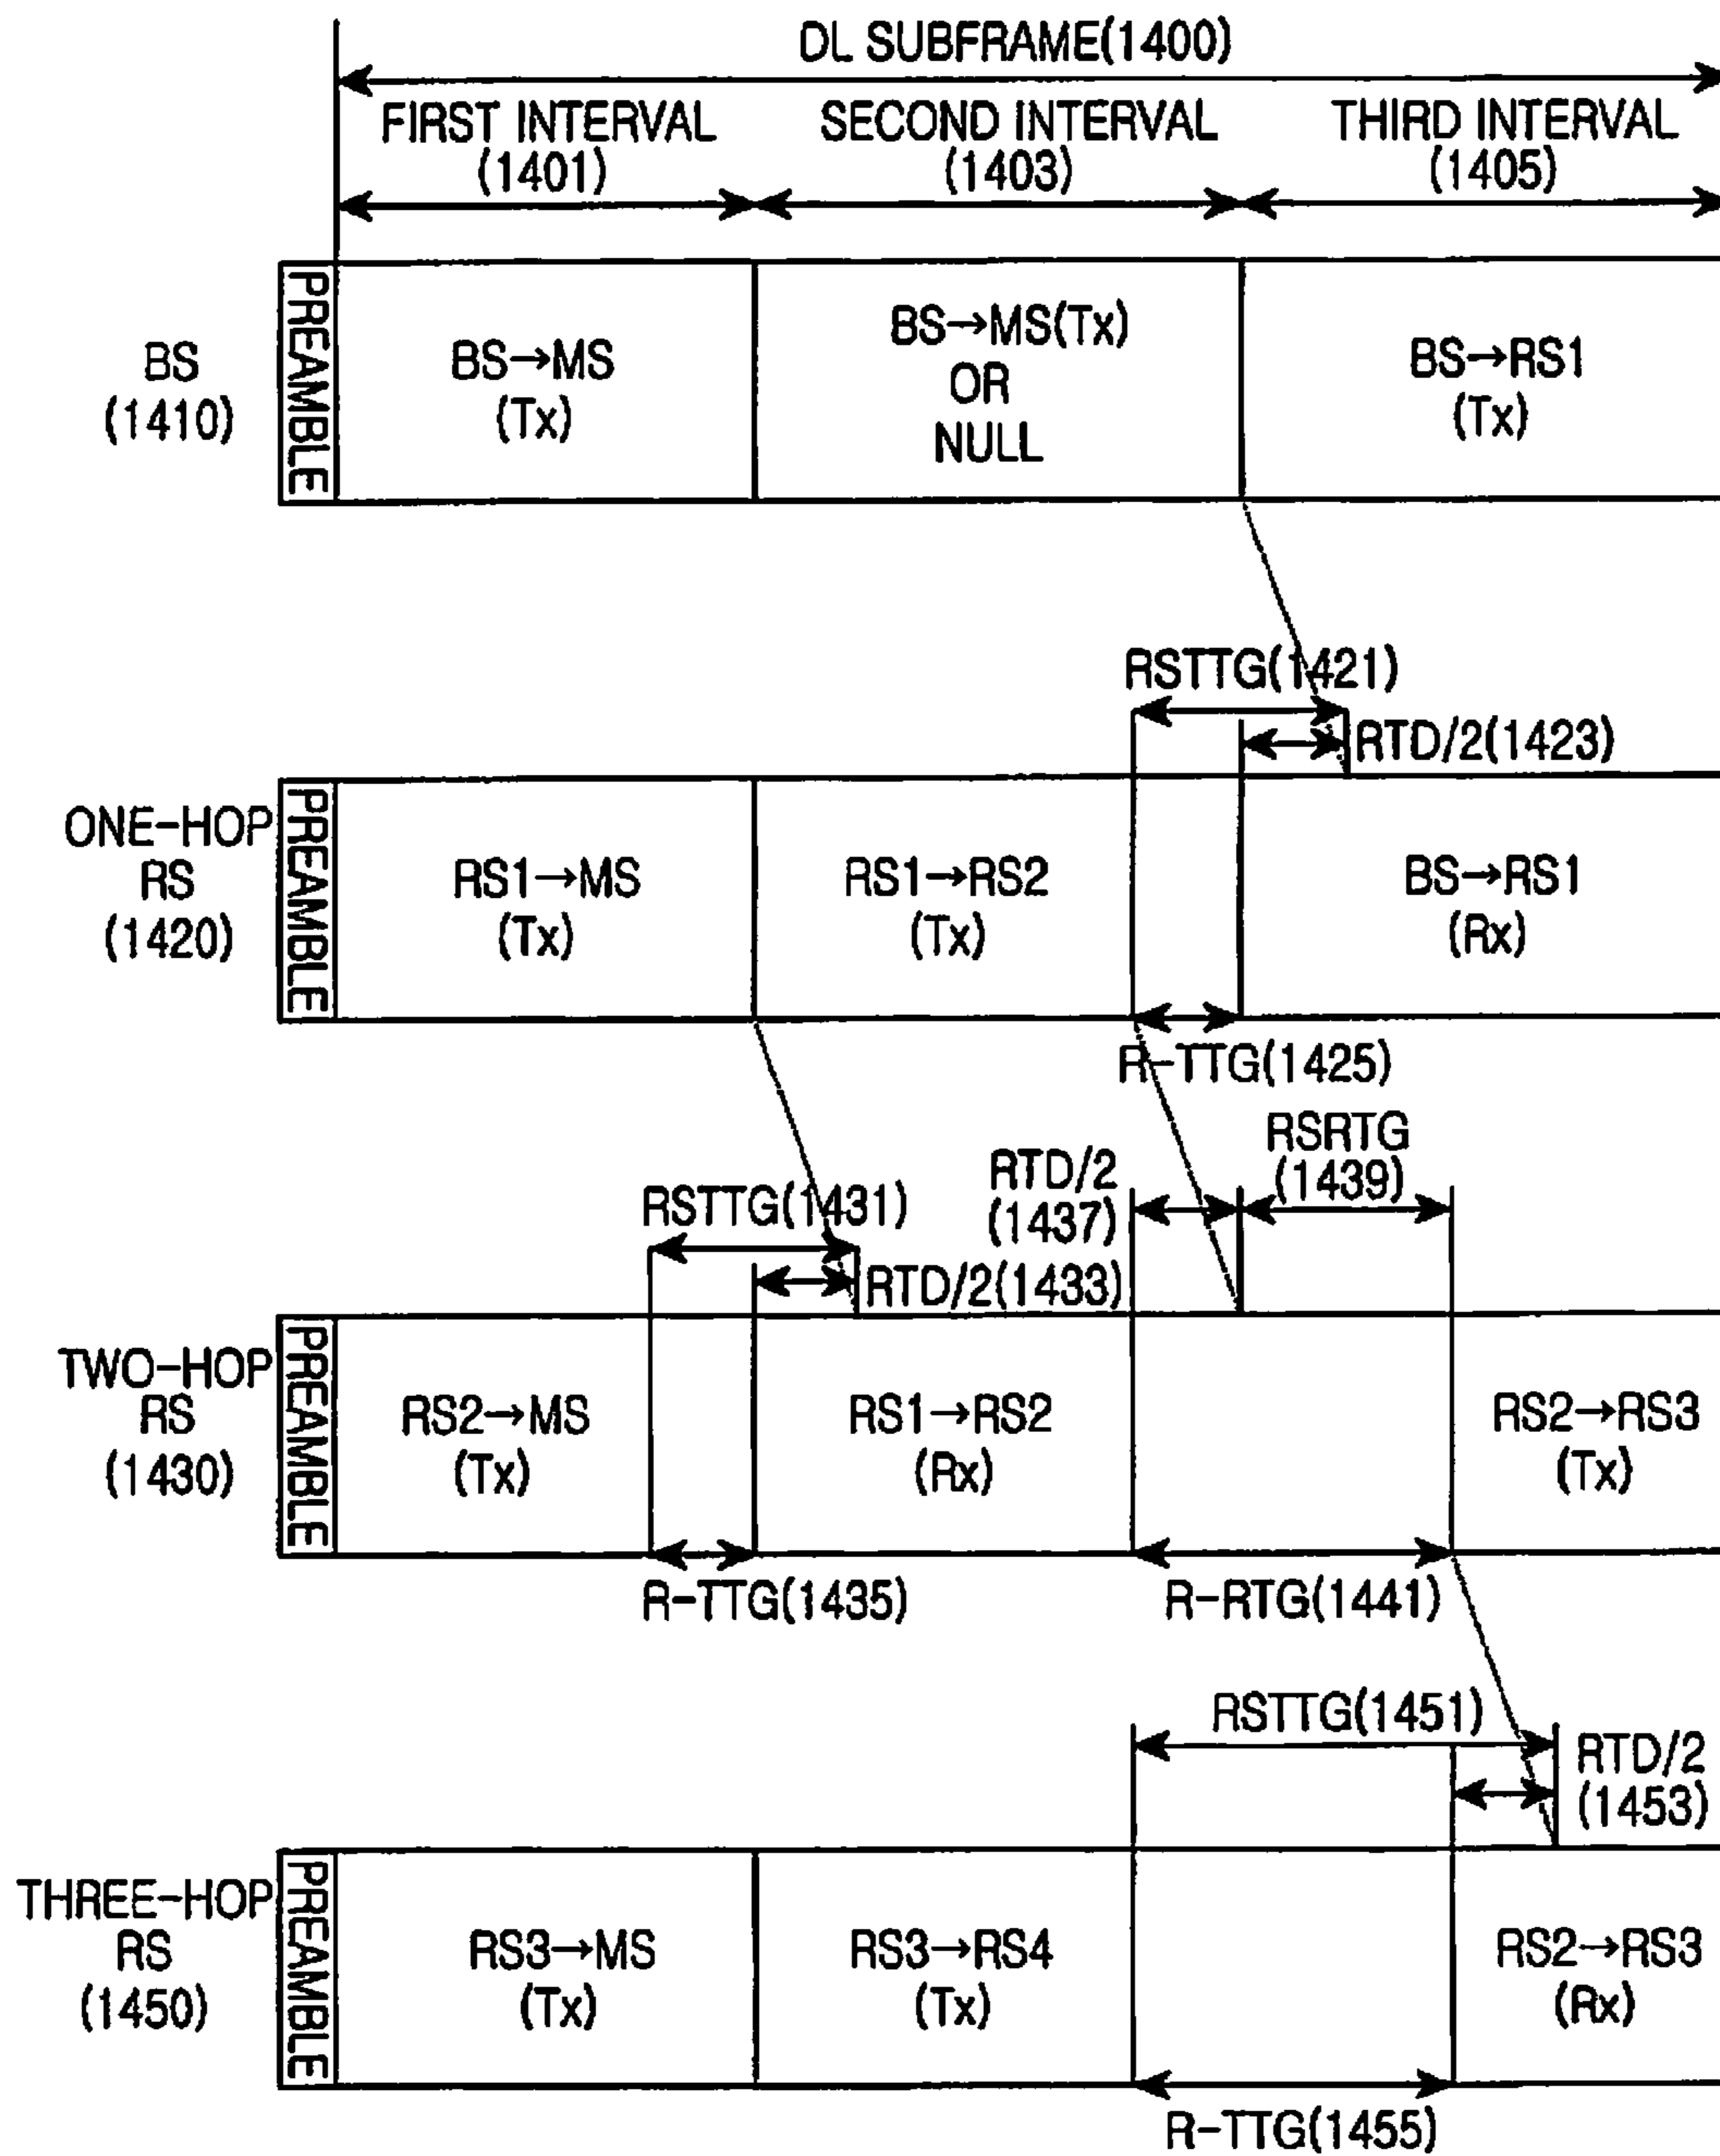 DL SUBFRAME(1400)
FIRST INTERVAL
(1401)
SECOND INTERVAL
(1403)
THIRD INTERVAL
(1405)
BS
(1410)
PREAMBLE
BS→MS
(Tx)
BS→MS(Tx)
OR
NULL
BS→RS1
(Tx)
RSTTG(1421)
RTD/2(1423)
ONE-HOP
RS
(1420)
PREAMBLE
RS1→MS
(Tx)
RS1→RS2
(Tx)
BS→RS1
(Rx)
R-TTG(1425)
RSTTG(1431)
RTD/2(1433)
RTD/2
(1437)
RSRTG
(1439)
TWO-HOP
RS
(1430)
PREAMBLE
RS2→MS
(Tx)
RS1→RS2
(Rx)
RS2→RS3
(Tx)
R-TTG(1435)
R-RTG(1441)
RSTTG(1451)
RTD/2
(1453)
THREE-HOP
RS
(1450)
PREAMBLE
RS3→MS
(Tx)
RS3→RS4
(Tx)
RS2→RS3
(Rx)
R-TTG(1455)